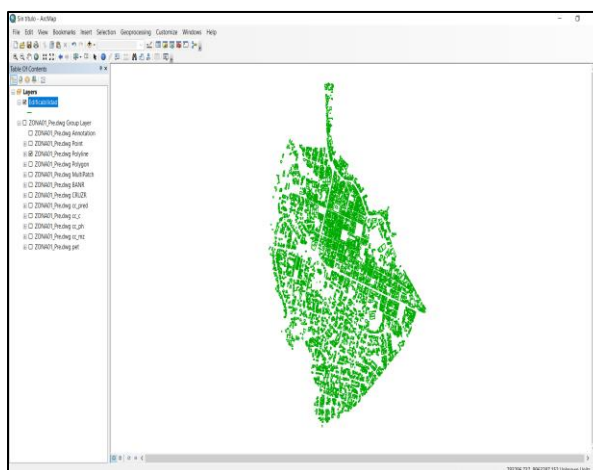 Sin título - ArcMap
File Edit View Bookmarks Insert Selection Geoprocessing Customize Windows Help
Table Of Contents
Layers
ZONA01_Pre.dwg Group Layer
ZONA01_Pre.dwg Annotation
ZONA01_Pre.dwg Point
ZONA01_Pre.dwg Polyline
ZONA01_Pre.dwg Polygon
ZONA01_Pre.dwg MultiPatch
ZONA01_Pre.dwg BANR
ZONA01_Pre.dwg CRUZR
ZONA01_Pre.dwg cc_pred
ZONA01_Pre.dwg cc_c
ZONA01_Pre.dwg cc_ph
ZONA01_Pre.dwg cc_mz
ZONA01_Pre.dwg
Unknown Units